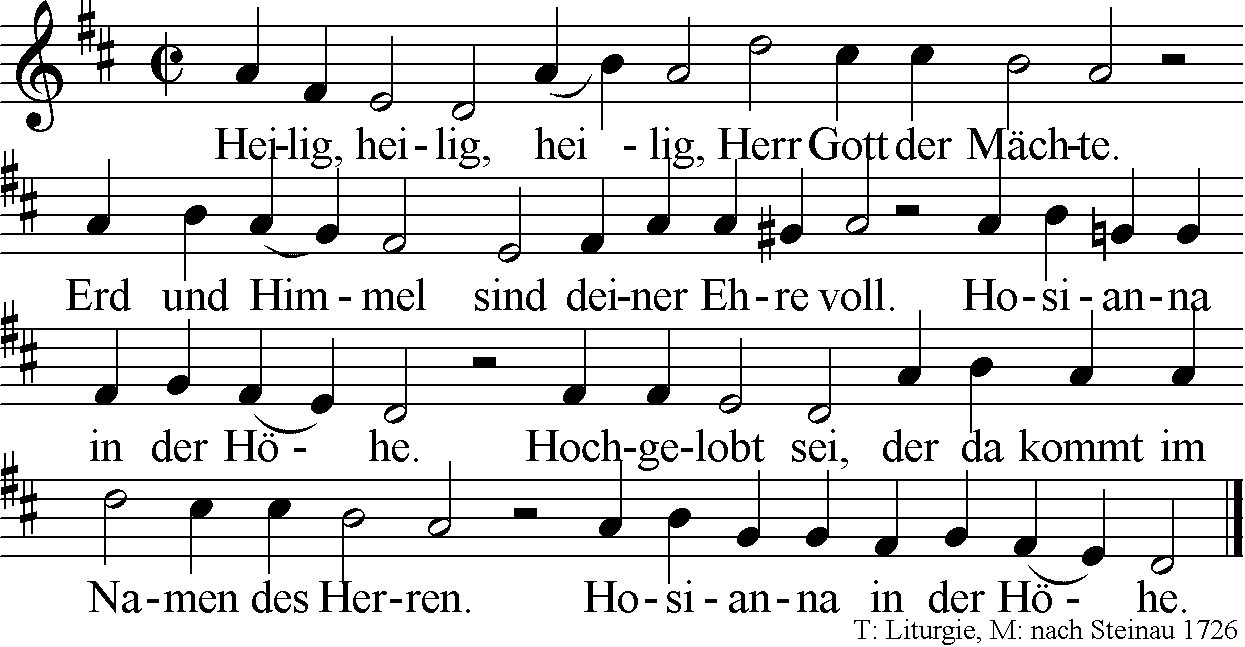 Hei-lig, hei-lig, hei - lig, Herr Gott der Mäch-te.
Erd und Him - mel sind dei-ner Eh-re voll. Ho-si-an-na
in der Hö - he. Hoch-ge-lobt sei, der da kommt im
Na-men des Her-ren. Ho-si-an-na in der Hö - he.
T: Liturgie, M: nach Steinau 1726